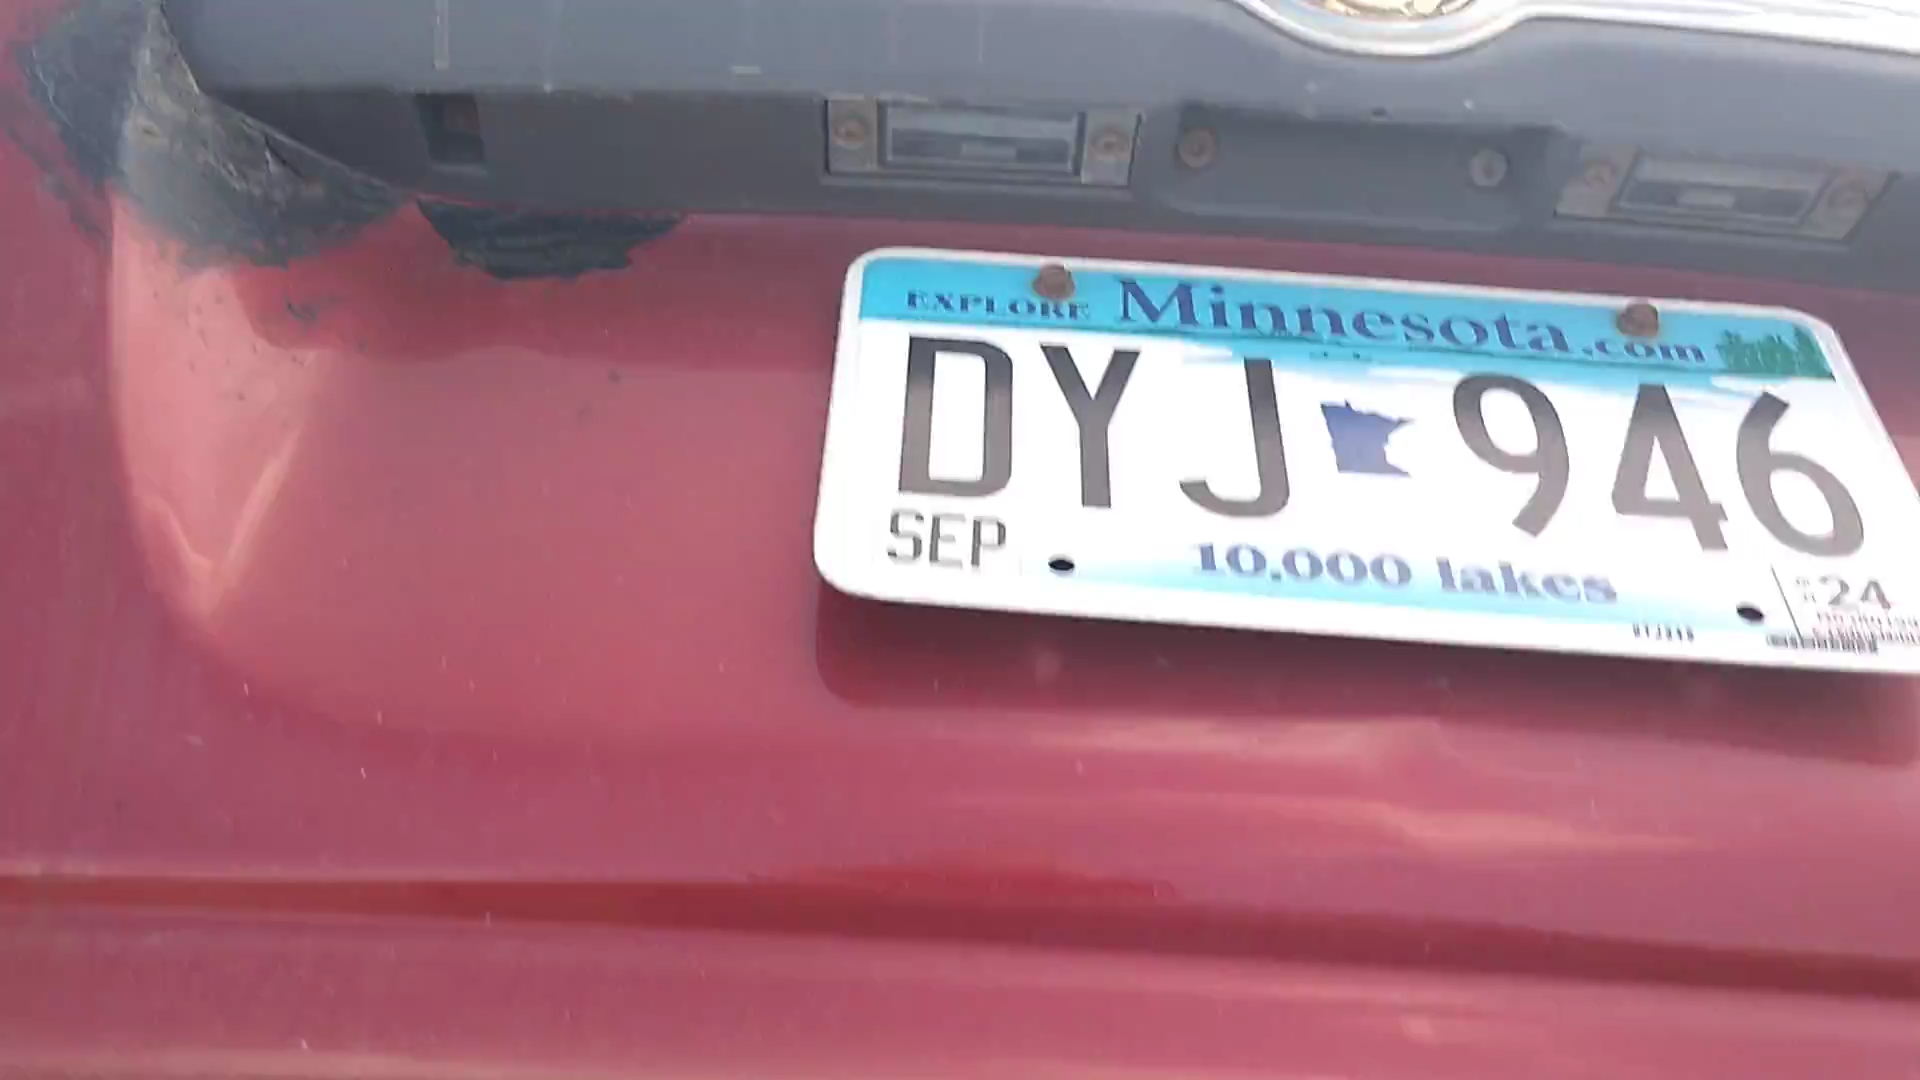 EXPLORE Minnesota.com
DYJ 946
SEP
10,000 lakes
24